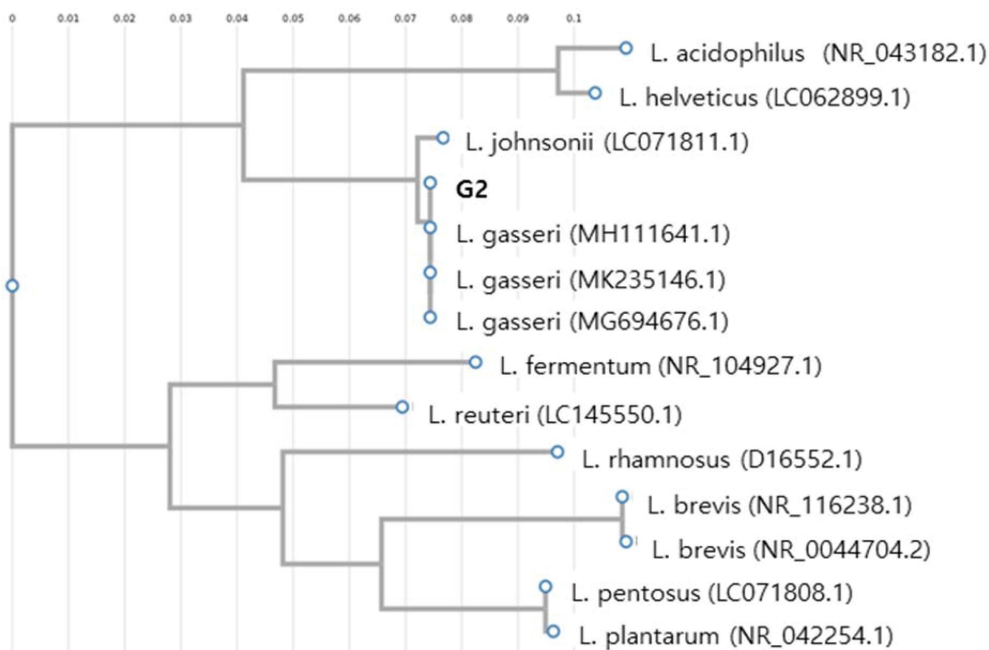 0 0.01 0.02 0.03 0.04 0.05 0.06 0.07 0.08 0.09 0.1
L. acidophilus (NR_043182.1)
L. helveticus (LC062899.1)
L. johnsonii (LC071811.1)
G2
L. gasseri (MH111641.1)
L. gasseri (MK235146.1)
L. gasseri (MG694676.1)
L. fermentum (NR_104927.1)
L. reuteri (LC145550.1)
L. rhamnosus (D16552.1)
L. brevis (NR_116238.1)
L. brevis (NR_0044704.2)
L. pentosus (LC071808.1)
L. plantarum (NR_042254.1)